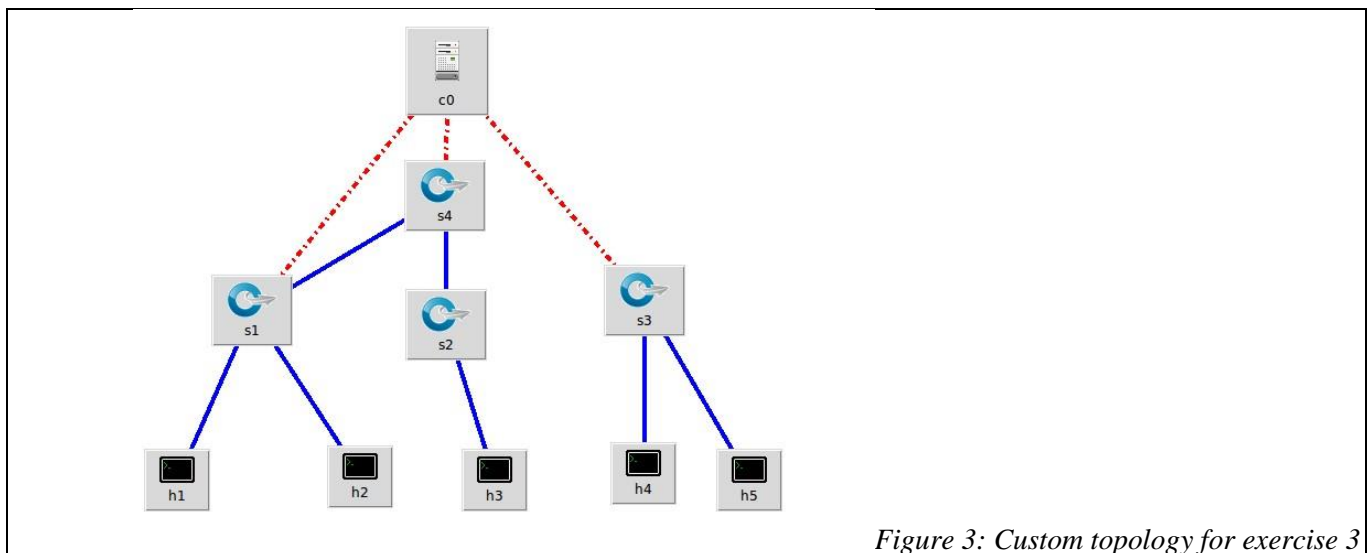 c0
s4
s1
s2
s3
h1
h2
h3
h4
h5
Figure 3: Custom topology for exercise 3